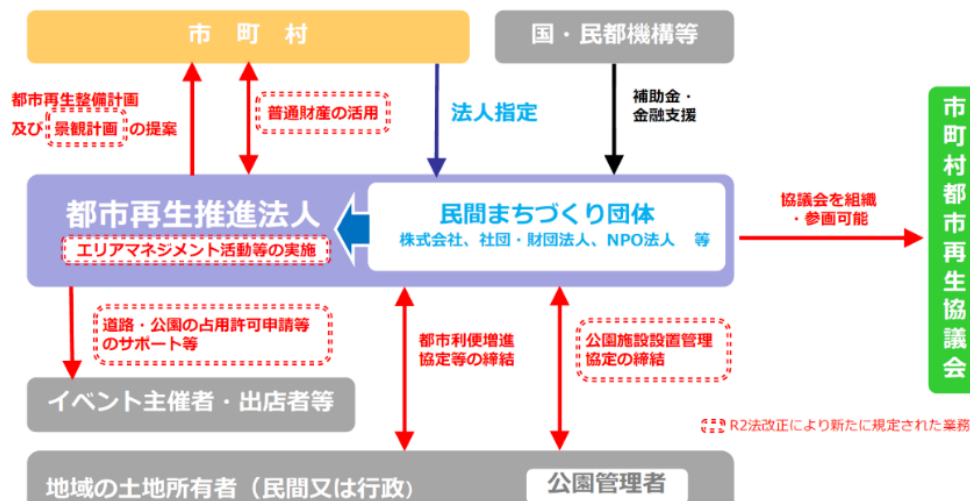 市 町 村
国・民都機構等
都市再生整備計画
及び 景観計画 の提案
普通財産の活用
法人指定
補助金・
金融支援
市町村都市再生協議会
都市再生推進法人
エリアマネジメント活動等の実施
民間まちづくり団体
株式会社、社団・財団法人、NPO法人 等
協議会を組織
・参画可能
道路・公園の占用許可申請等
のサポート等
都市利便増進
協定等の締結
公園施設設置管理
協定の締結
イベント主催者・出店者等
R2法改正により新たに規定された業務
地域の土地所有者（民間又は行政）
公園管理者